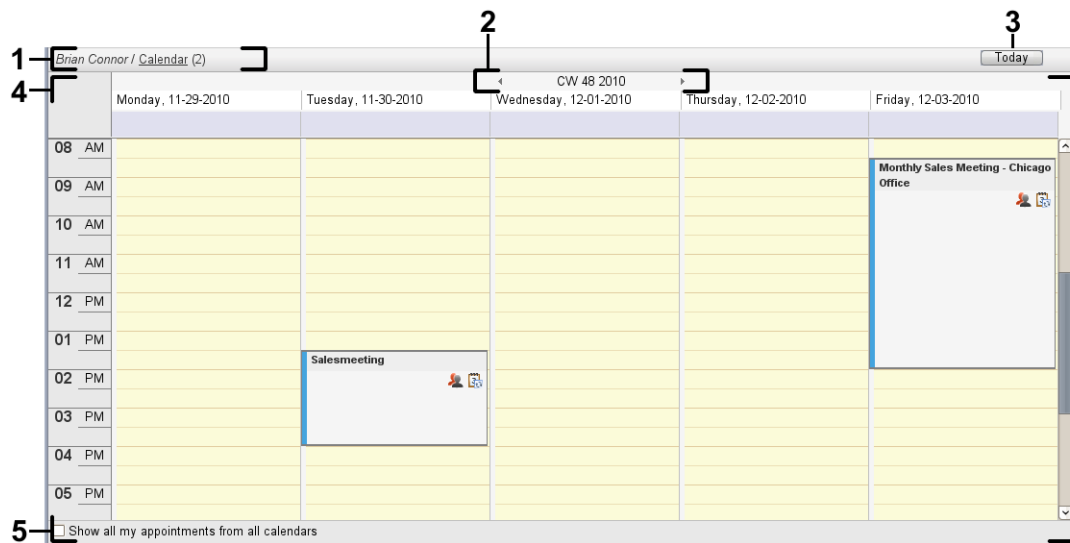 2
3
1
Brian Connor / Calendar (2)
Today
4
CW 48 2010
Monday, 11-29-2010
Tuesday, 11-30-2010
Wednesday, 12-01-2010
Thursday, 12-02-2010
Friday, 12-03-2010
08 AM
Monthly Sales Meeting - Chicago
Office
09 AM
10 AM
11 AM
12 PM
01 PM
Salesmeeting
02 PM
03 PM
04 PM
05 PM
5
Show all my appointments from all calendars